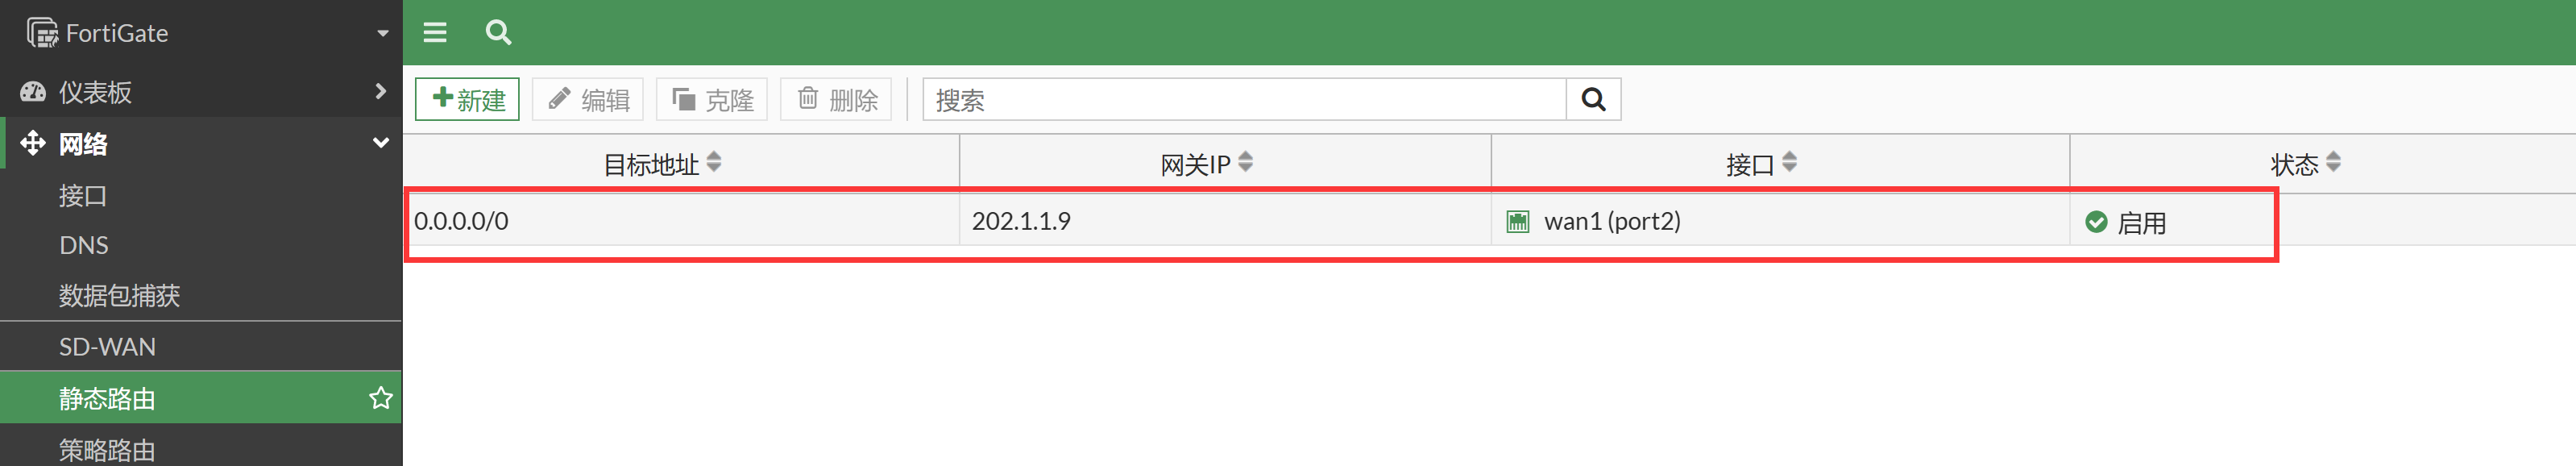 FortiGate
仪表板
网络
接口
DNS
数据包捕获
SD-WAN
静态路由
策略路由
新建 编辑 克隆 删除 搜索
目标地址 网关IP 接口 状态
0.0.0.0/0 202.1.1.9 wan1 (port2) 启用